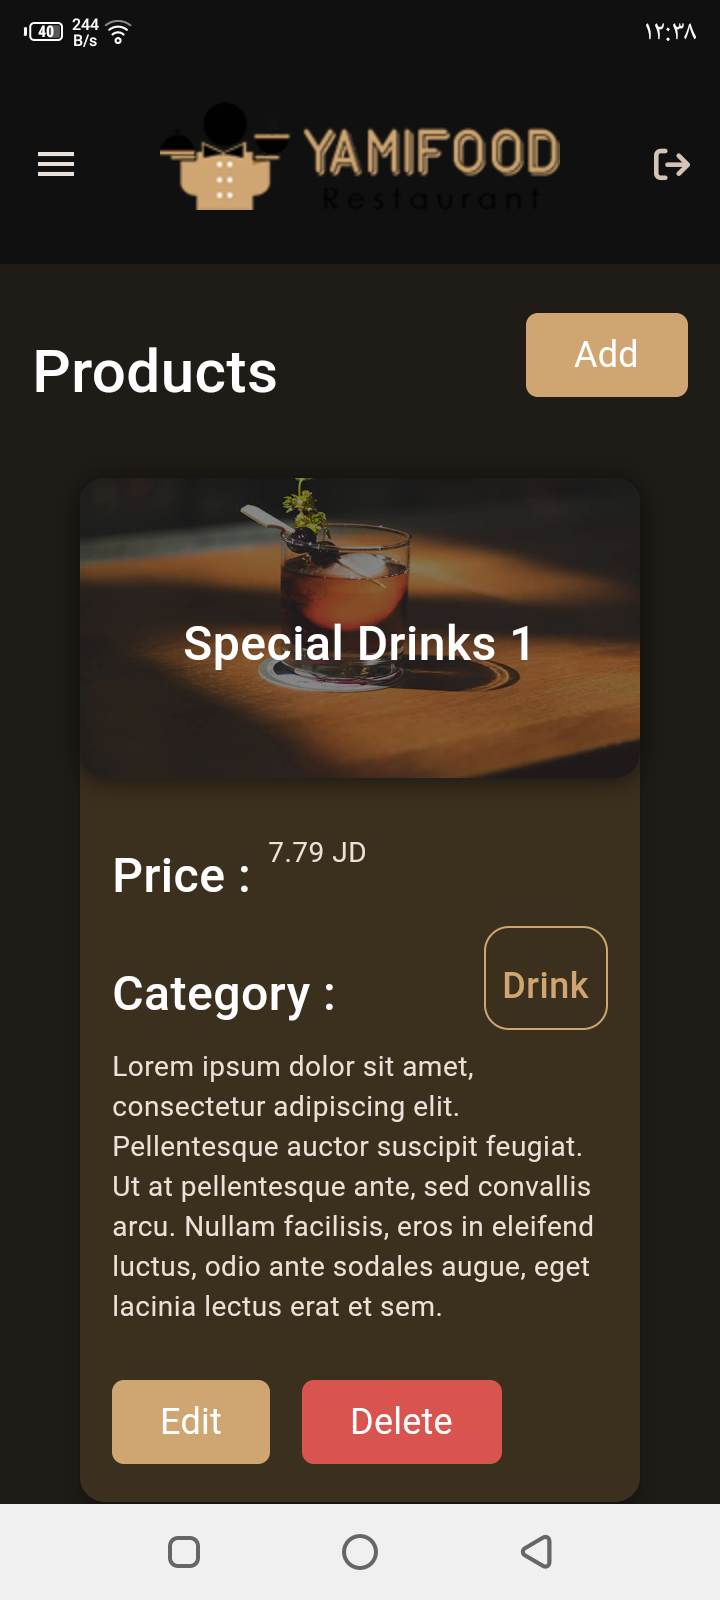 40
244
B/s
١٢:٣٨
YAMIFOOD
Restaurant
Products
Add
Special Drinks 1
Price :
7.79 JD
Category :
Drink
Lorem ipsum dolor sit amet,
consectetur adipiscing elit.
Pellentesque auctor suscipit feugiat.
Ut at pellentesque ante, sed convallis
arcu. Nullam facilisis, eros in eleifend
luctus, odio ante sodales augue, eget
lacinia lectus erat et sem.
Edit
Delete